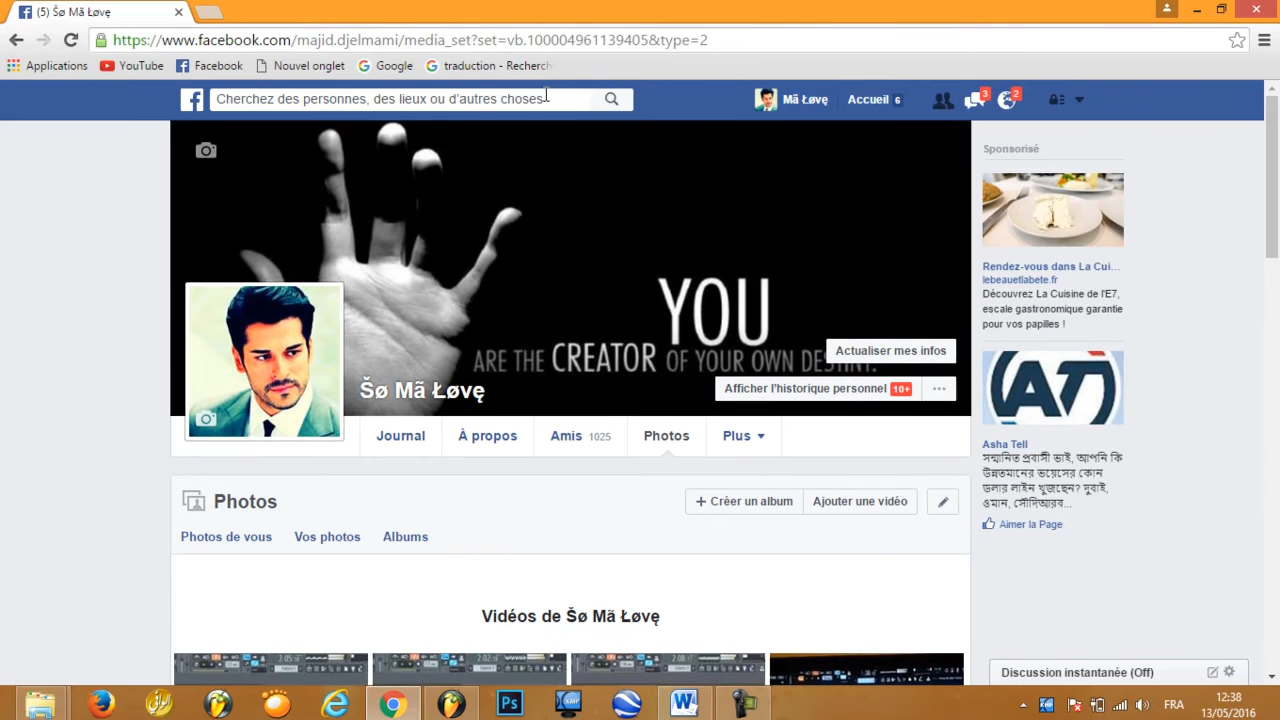 (5) Šø Mã Łøvę
https://www.facebook.com/majid.djelmami/media_set?set=vb.100004961139405&type=2
Applications YouTube Facebook Nouvel onglet Google traduction - Recherch
Cherchez des personnes, des lieux ou d'autres choses
Mã Łøvę Accueil 6 3 2
YOU
ARE THE CREATOR OF YOUR OWN DESTINY.
Actualiser mes infos
Šø Mã Łøvę
Afficher l'historique personnel 10+
Journal À propos Amis 1025 Photos Plus
Photos
+ Créer un album Ajouter une vidéo
Photos de vous Vos photos Albums
Vidéos de Šø Mã Łøvę
Sponsorisé
Rendez-vous dans La Cui...
lebeauetlabete.fr
Découvrez La Cuisine de l'E7,
escale gastronomique garantie
pour vos papilles !
AT
Asha Tell
সম্মানিত প্রবাসী ভাই, আপনি কি
উন্নতমানের ভয়েসের কোন
ডলার লাইন খুজছেন? দুবাই,
ওমান, সৌদিআরব...
Aimer la Page
Discussion instantanée (Off)
Ps
FRA
12:38
13/05/2016